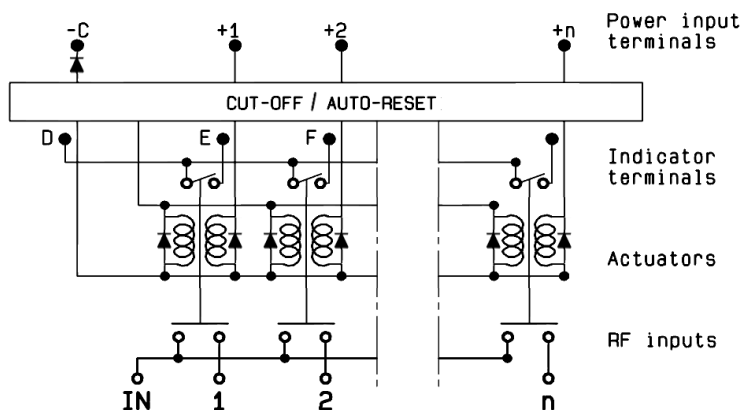 -C +1 +2 +n Power input
terminals
CUT-OFF / AUTO-RESET
D E F Indicator
terminals
Actuators
RF inputs
IN 1 2 n